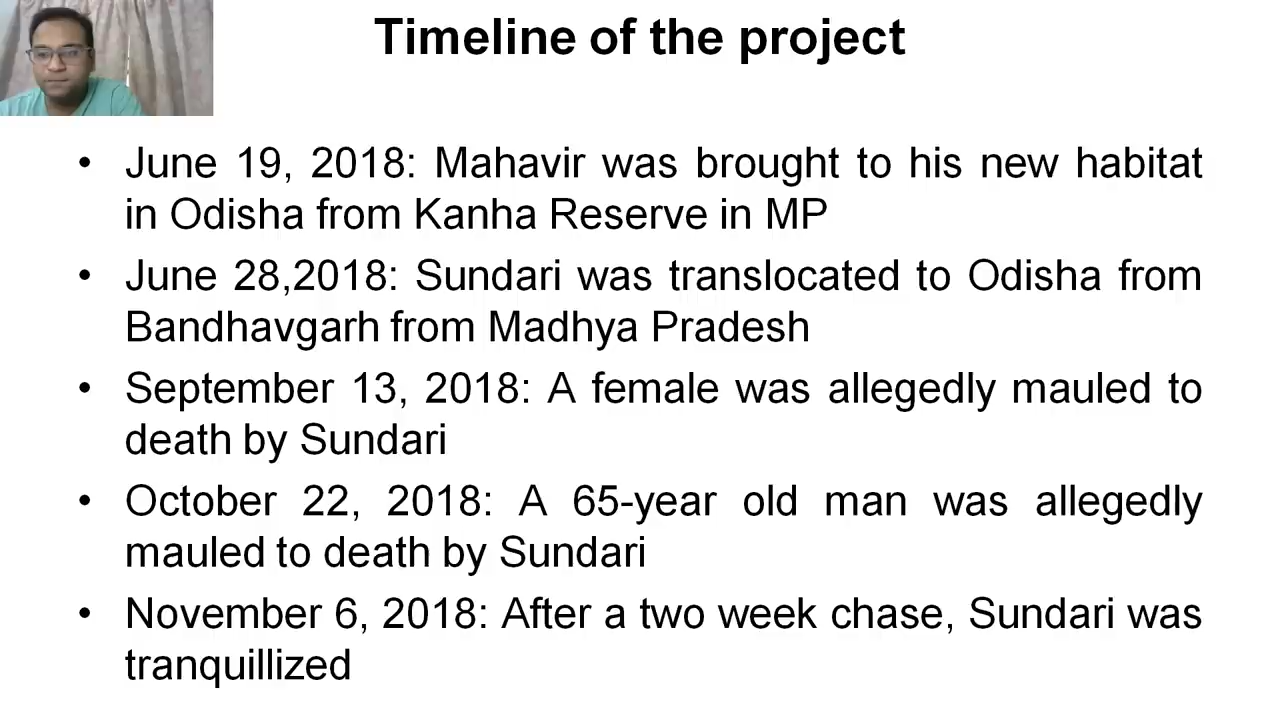 Timeline of the project
• June 19, 2018: Mahavir was brought to his new habitat
in Odisha from Kanha Reserve in MP
• June 28,2018: Sundari was translocated to Odisha from
Bandhavgarh from Madhya Pradesh
• September 13, 2018: A female was allegedly mauled to
death by Sundari
• October 22, 2018: A 65-year old man was allegedly
mauled to death by Sundari
• November 6, 2018: After a two week chase, Sundari was
tranquillized